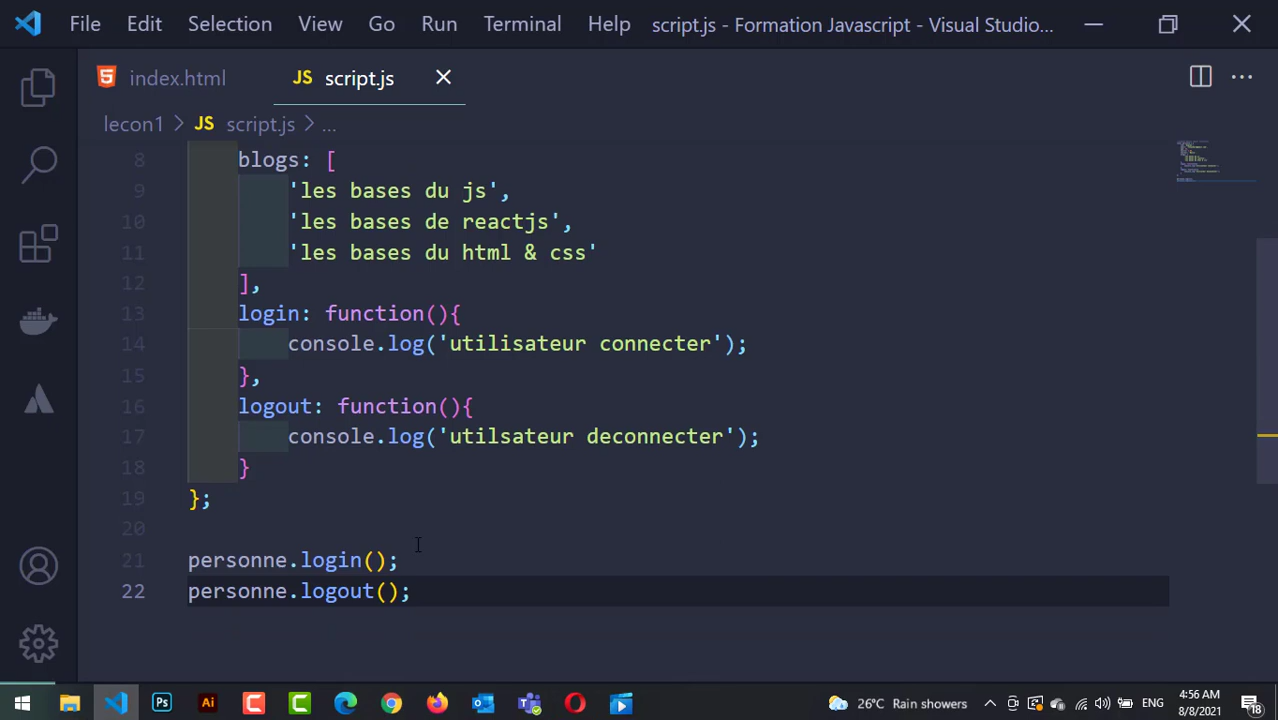 File Edit Selection View Go Run Terminal Help script.js - Formation Javascript - Visual Studio...
index.html JS script.js
lecon1 > JS script.js > ...
8 blogs: [
9 'les bases du js',
10 'les bases de reactjs',
11 'les bases du html & css'
12 ],
13 login: function(){
14 console.log('utilisateur connecter');
15 },
16 logout: function(){
17 console.log('utilsateur deconnecter');
18 }
19 };
20
21 personne.login();
22 personne.logout();
Ps Ai 26°C Rain showers ENG 4:56 AM
8/8/2021 18